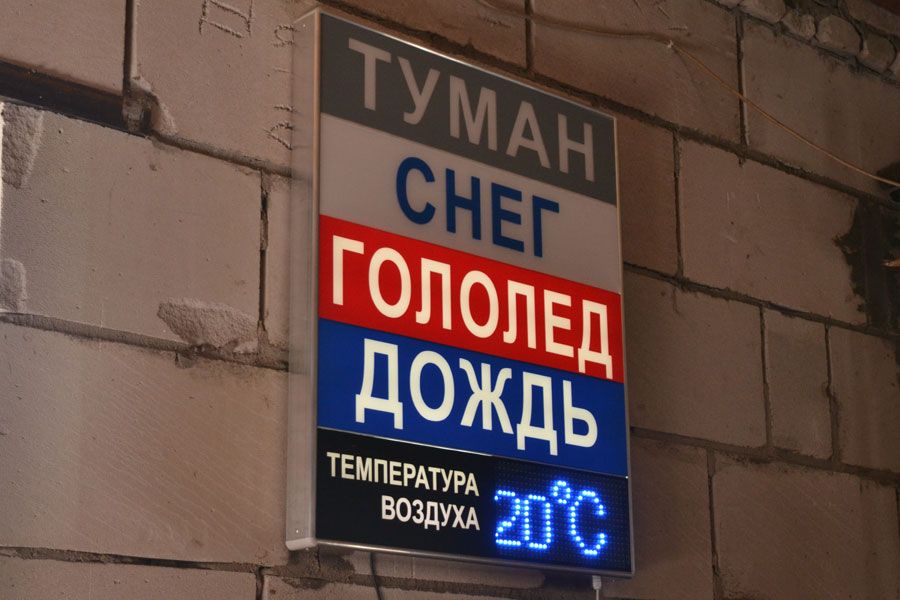 ТУМАН
СНЕГ
ГОЛОЛЕД
ДОЖДЬ
ТЕМПЕРАТУРА
ВОЗДУХА
20°C